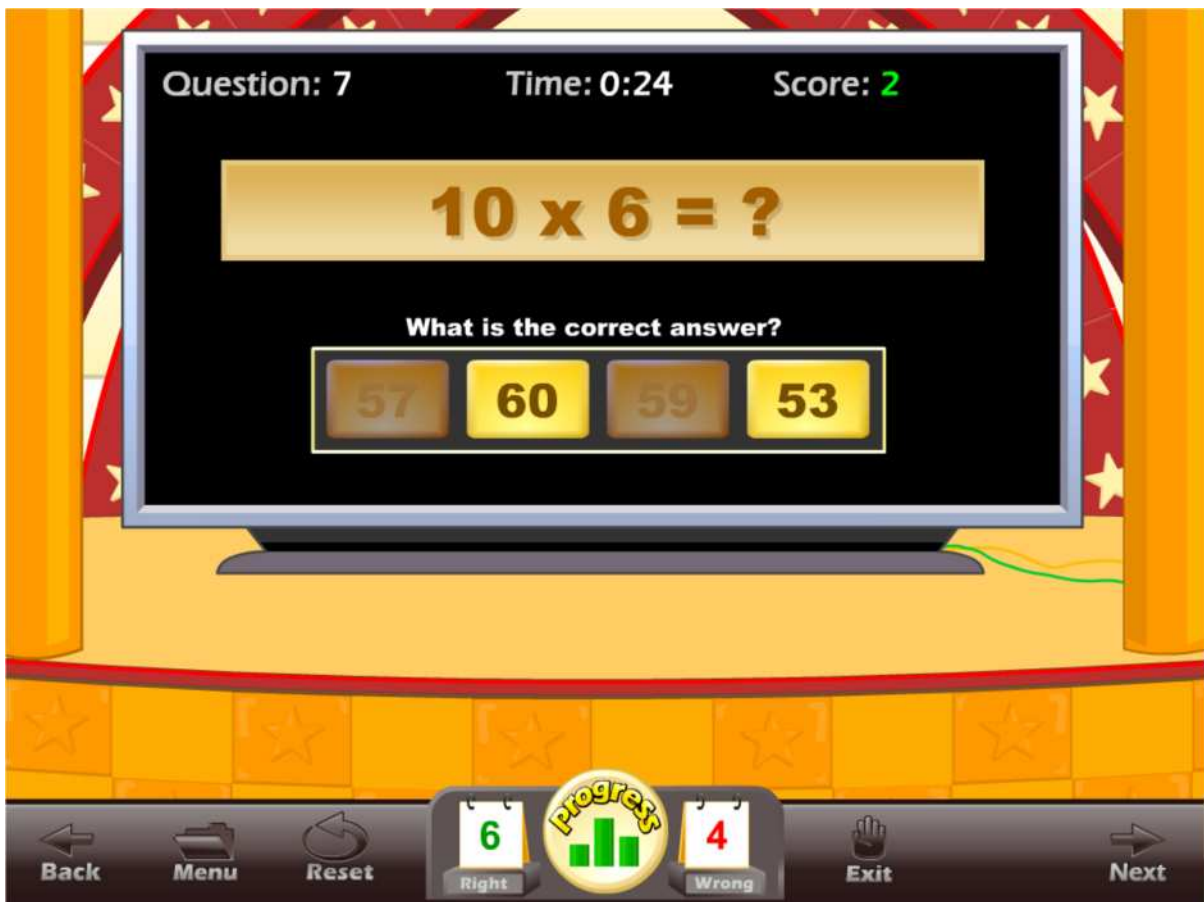 Question: 7 Time: 0:24 Score: 2
10 x 6 = ?
What is the correct answer?
57 60 59 53
progress
6 4
Right Wrong
Back Menu Reset Exit Next